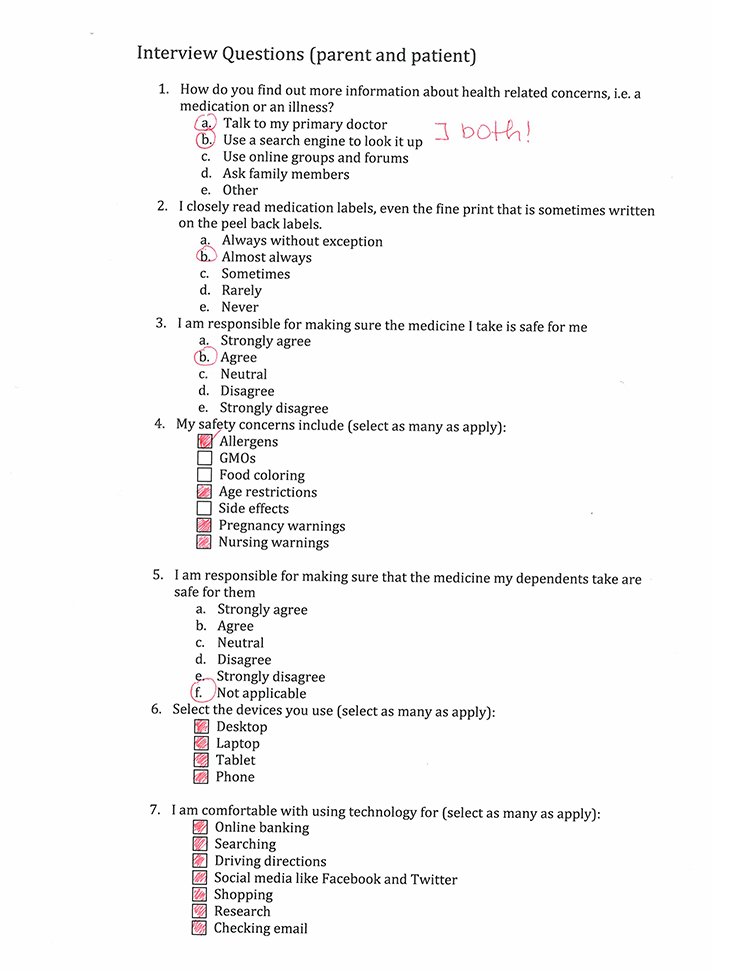 Interview Questions (parent and patient)
1. How do you find out more information about health related concerns, i.e. a
medication or an illness?
a. Talk to my primary doctor
b. Use a search engine to look it up
] both!
c. Use online groups and forums
d. Ask family members
e. Other
2. I closely read medication labels, even the fine print that is sometimes written
on the peel back labels.
a. Always without exception
b. Almost always
c. Sometimes
d. Rarely
e. Never
3. I am responsible for making sure the medicine I take is safe for me
a. Strongly agree
b. Agree
c. Neutral
d. Disagree
e. Strongly disagree
4. My safety concerns include (select as many as apply):
Allergens
GMOs
Food coloring
Age restrictions
Side effects
Pregnancy warnings
Nursing warnings
5. I am responsible for making sure that the medicine my dependents take are
safe for them
a. Strongly agree
b. Agree
c. Neutral
d. Disagree
e. Strongly disagree
f. Not applicable
6. Select the devices you use (select as many as apply):
Desktop
Laptop
Tablet
Phone
7. I am comfortable with using technology for (select as many as apply):
Online banking
Searching
Driving directions
Social media like Facebook and Twitter
Shopping
Research
Checking email